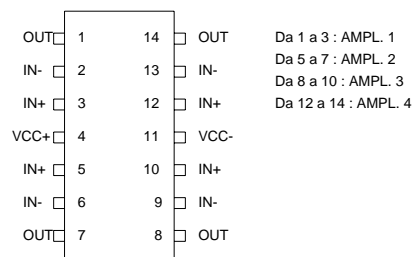 OUT 1 14 OUT
IN- 2 13 IN-
IN+ 3 12 IN+
VCC+ 4 11 VCC-
IN+ 5 10 IN+
IN- 6 9 IN-
OUT 7 8 OUT
Da 1 a 3 : AMPL. 1
Da 5 a 7 : AMPL. 2
Da 8 a 10 : AMPL. 3
Da 12 a 14 : AMPL. 4